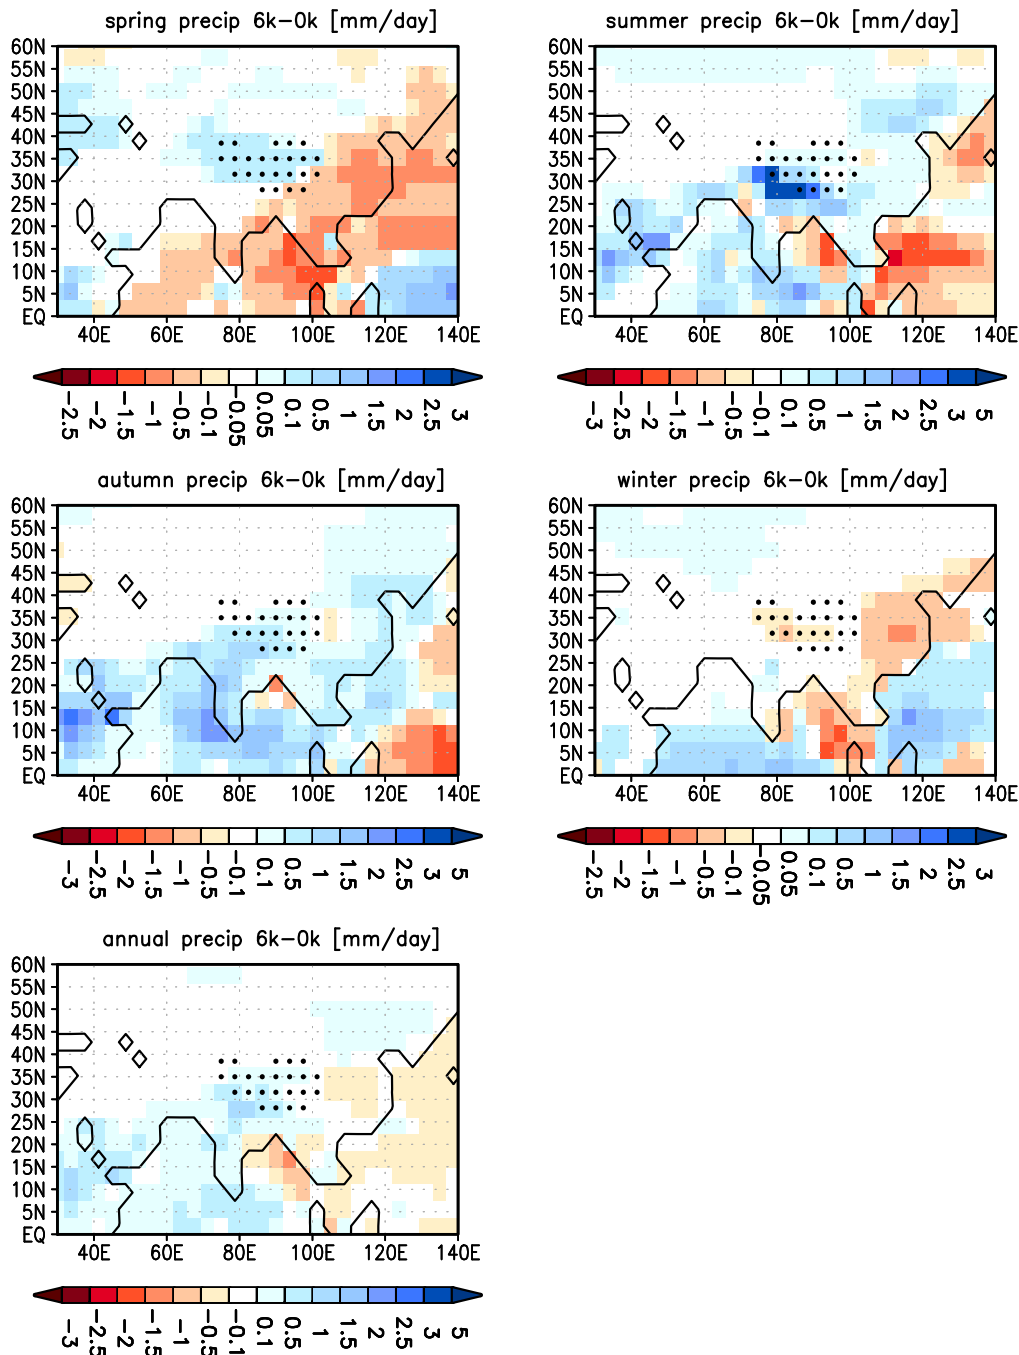 spring precip 6k−0k [mm/day]
60N
55N
50N
45N
40N
35N
30N
25N
20N
15N
10N
5N
EQ
40E 60E 80E 100E 120E 140E
−2.5 −2 −1.5 −1 −0.5 −0.1 −0.05 0.05 0.1 0.5 1 1.5 2 2.5 3
summer precip 6k−0k [mm/day]
60N
55N
50N
45N
40N
35N
30N
25N
20N
15N
10N
5N
EQ
40E 60E 80E 100E 120E 140E
−3 −2.5 −2 −1.5 −1 −0.5 −0.1 0.1 0.5 1 1.5 2 2.5 3 5
autumn precip 6k−0k [mm/day]
60N
55N
50N
45N
40N
35N
30N
25N
20N
15N
10N
5N
EQ
40E 60E 80E 100E 120E 140E
−3 −2.5 −2 −1.5 −1 −0.5 −0.1 0.1 0.5 1 1.5 2 2.5 3 5
winter precip 6k−0k [mm/day]
60N
55N
50N
45N
40N
35N
30N
25N
20N
15N
10N
5N
EQ
40E 60E 80E 100E 120E 140E
−2.5 −2 −1.5 −1 −0.5 −0.1 −0.05 0.05 0.1 0.5 1 1.5 2 2.5 3
annual precip 6k−0k [mm/day]
60N
55N
50N
45N
40N
35N
30N
25N
20N
15N
10N
5N
EQ
40E 60E 80E 100E 120E 140E
−3 −2.5 −2 −1.5 −1 −0.5 −0.1 0.1 0.5 1 1.5 2 2.5 3 5